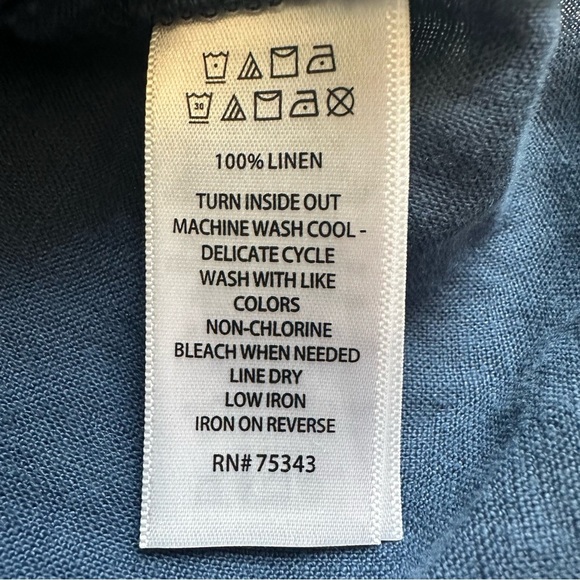 30
100% LINEN
TURN INSIDE OUT
MACHINE WASH COOL -
DELICATE CYCLE
WASH WITH LIKE
COLORS
NON-CHLORINE
BLEACH WHEN NEEDED
LINE DRY
LOW IRON
IRON ON REVERSE
RN# 75343